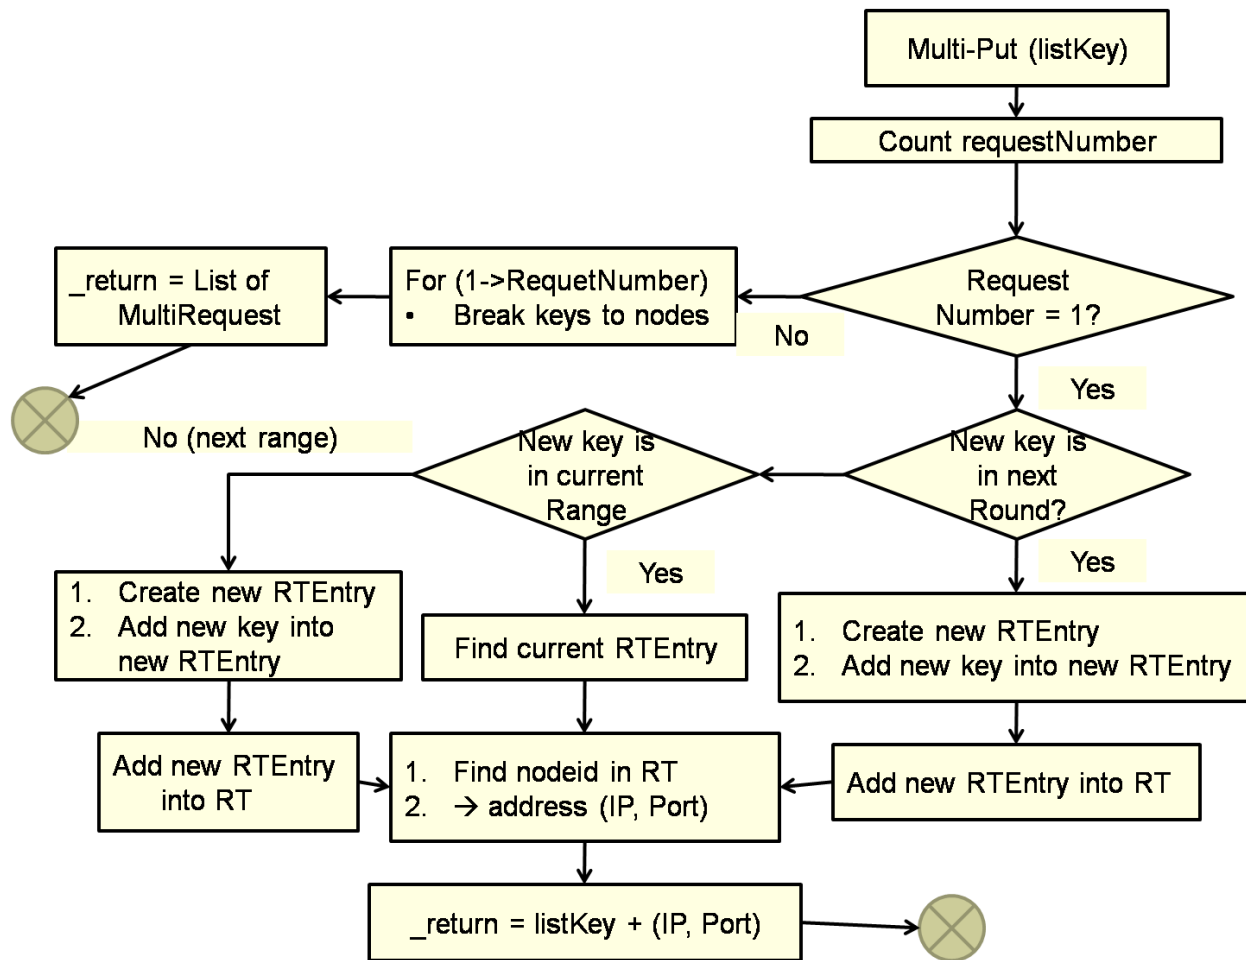 Multi-Put (listKey)
Count requestNumber
Request
Number = 1?
No
For (1->RequetNumber)
• Break keys to nodes
_return = List of
MultiRequest
Yes
New key is
in next
Round?
New key is
in current
Range
No (next range)
Yes
Yes
1. Create new RTEntry
2. Add new key into
new RTEntry
Find current RTEntry
1. Create new RTEntry
2. Add new key into new RTEntry
Add new RTEntry
into RT
1. Find nodeid in RT
2. → address (IP, Port)
Add new RTEntry into RT
_return = listKey + (IP, Port)